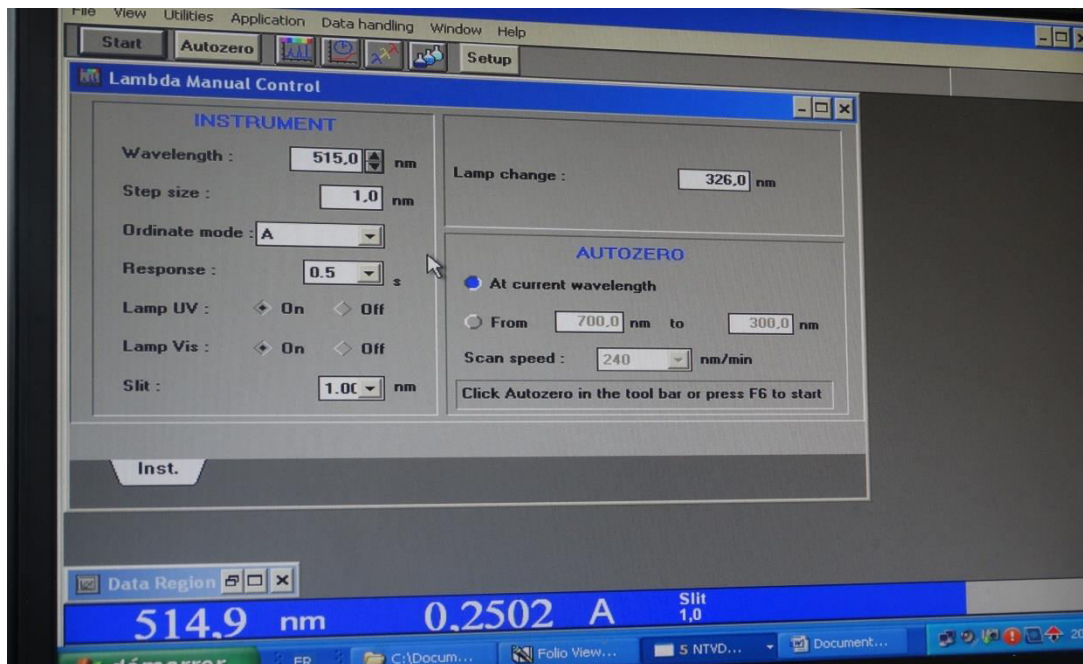 File View Utilities Application Data handling Window Help
Start Autozero Setup
Lambda Manual Control
INSTRUMENT
Wavelength : 515,0 nm
Step size : 1,0 nm
Ordinate mode : A
Response : 0.5 s
Lamp UV : On Off
Lamp Vis : On Off
Slit : 1.00 nm
Lamp change : 326,0 nm
AUTOZERO
At current wavelength
From 700,0 nm to 300,0 nm
Scan speed : 240 nm/min
Click Autozero in the tool bar or press F6 to start
Inst.
Data Region
514,9 nm 0,2502 A Slit
1,0
démarrer FR C:\Docum... Folio View... 5 NTVD... Document... 20